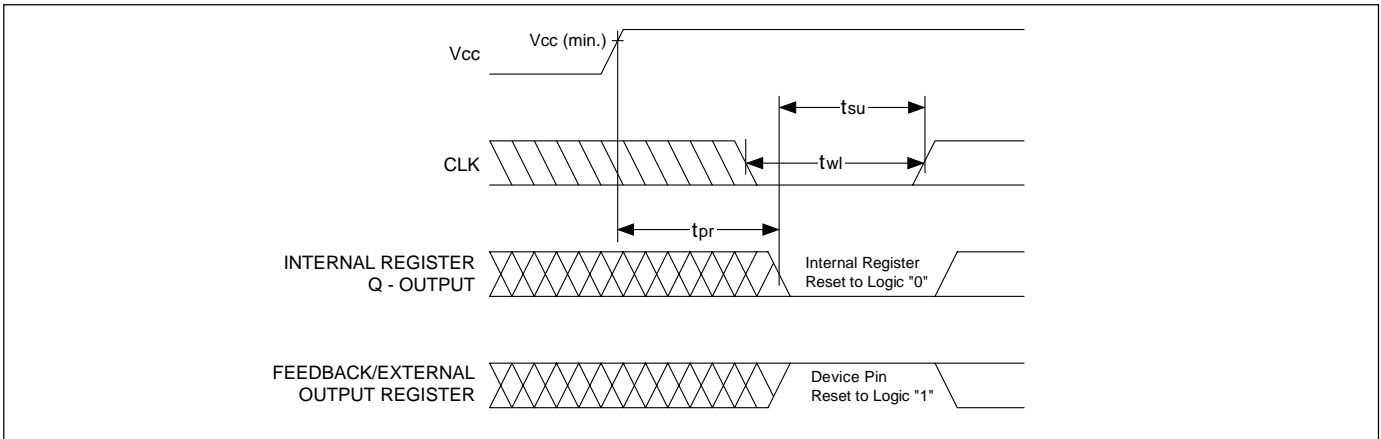 Vcc
Vcc (min.)
tsu
CLK
twl
tpr
INTERNAL REGISTER
Q - OUTPUT
Internal Register
Reset to Logic "0"
FEEDBACK/EXTERNAL
OUTPUT REGISTER
Device Pin
Reset to Logic "1"